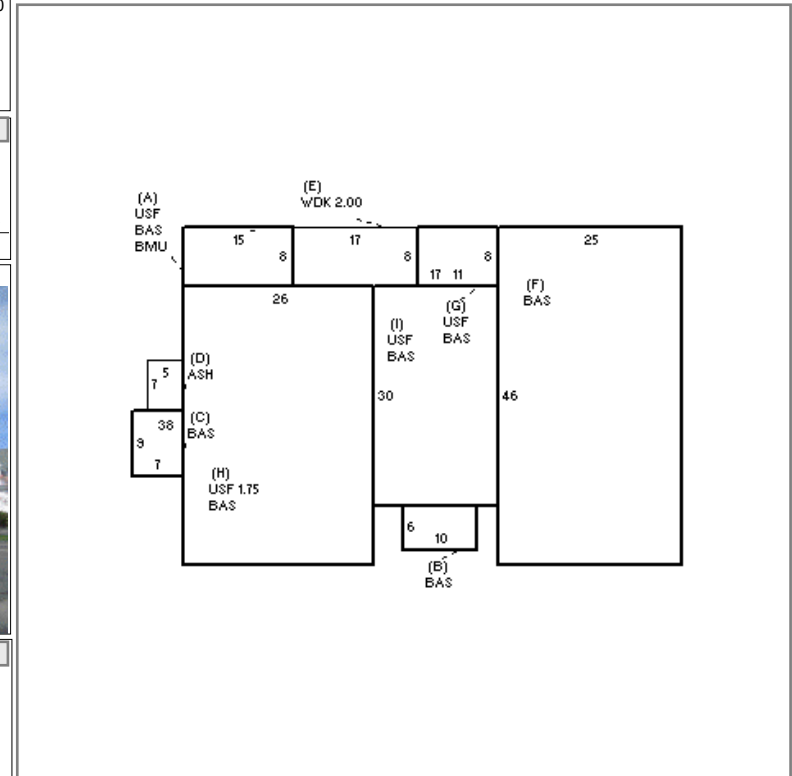 (E)
WDK 2.00
(A)
USF
BAS
BMU
15
8
17
8
17
11
8
25
26
(F)
BAS
(G)
USF
BAS
(I)
USF
BAS
(D)
ASH
5
7
30
46
(C)
BAS
38
9
7
(H)
USF 1.75
BAS
6
10
(B)
BAS